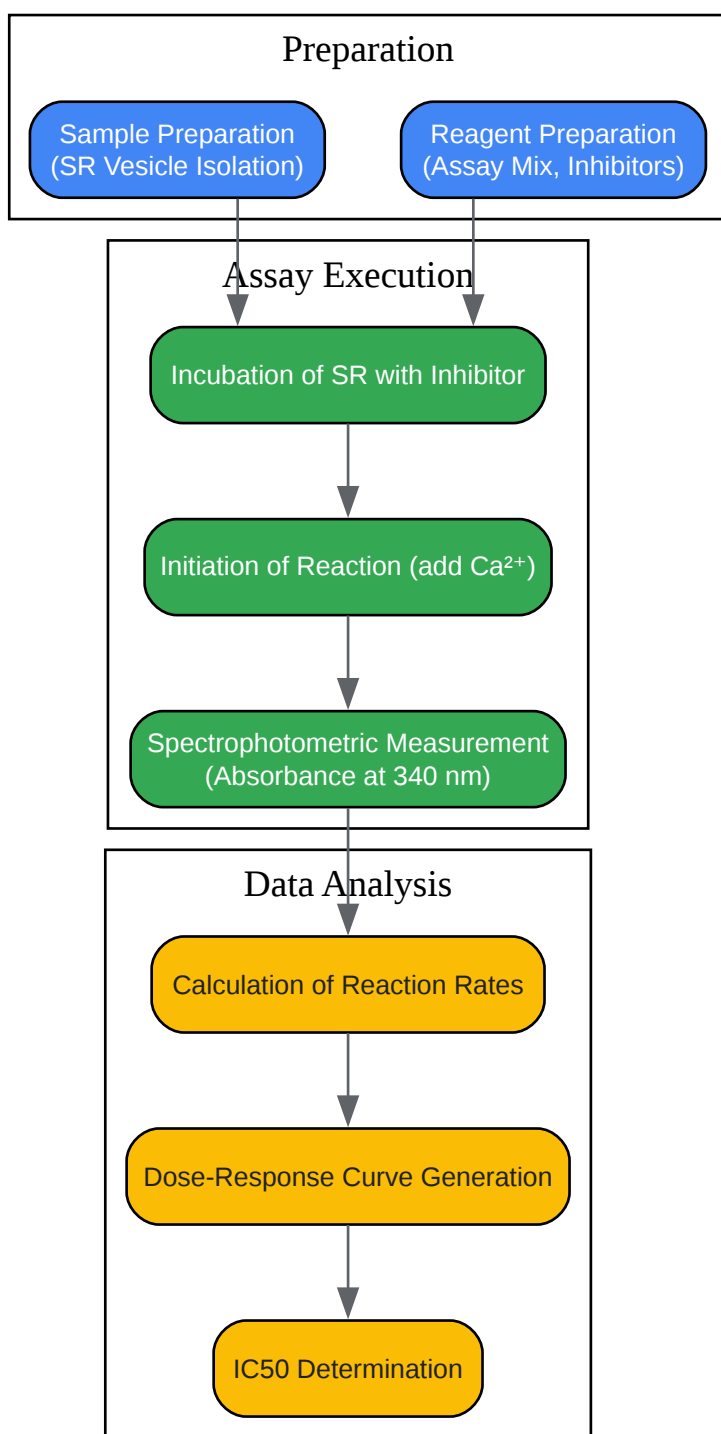 Preparation
Sample Preparation
(SR Vesicle Isolation)
Reagent Preparation
(Assay Mix, Inhibitors)
Assay Execution
Incubation of SR with Inhibitor
Initiation of Reaction (add Ca²⁺)
Spectrophotometric Measurement
(Absorbance at 340 nm)
Data Analysis
Calculation of Reaction Rates
Dose-Response Curve Generation
IC50 Determination